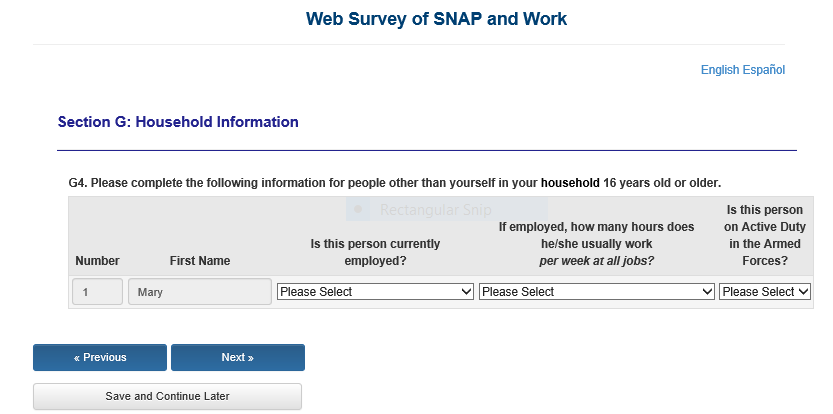 Web Survey of SNAP and Work
English Español
Section G: Household Information
G4. Please complete the following information for people other than yourself in your household 16 years old or older.
Rectangular Snip
Number
First Name
Is this person currently
employed?
If employed, how many hours does
he/she usually work
per week at all jobs?
Is this person
on Active Duty
in the Armed
Forces?
1
Mary
Please Select
Please Select
Please Select
« Previous
Next »
Save and Continue Later